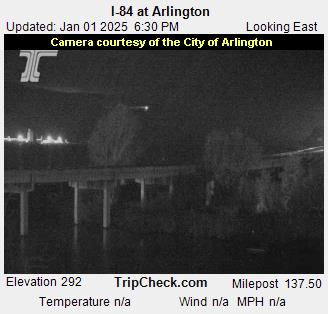 I-84 at Arlington
Updated: Jan 01 2025 6:30 PM Looking East
Camera courtesy of the City of Arlington
Elevation 292 TripCheck.com Milepost 137.50
Temperature n/a Wind n/a MPH n/a